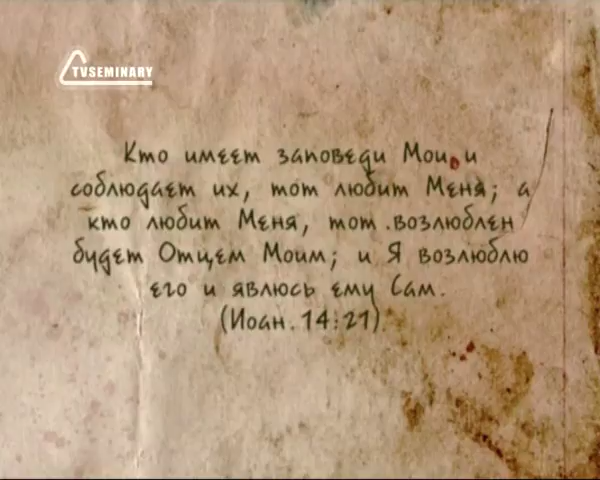 TVSEMINARY
Кто имеет заповеди Мои и
соблюдает их, тот любит Меня; а
кто любит Меня, тот возлюблен
будет Отцем Моим; и Я возлюблю
его и явлюсь ему Сам.
(Иоан. 14:21)